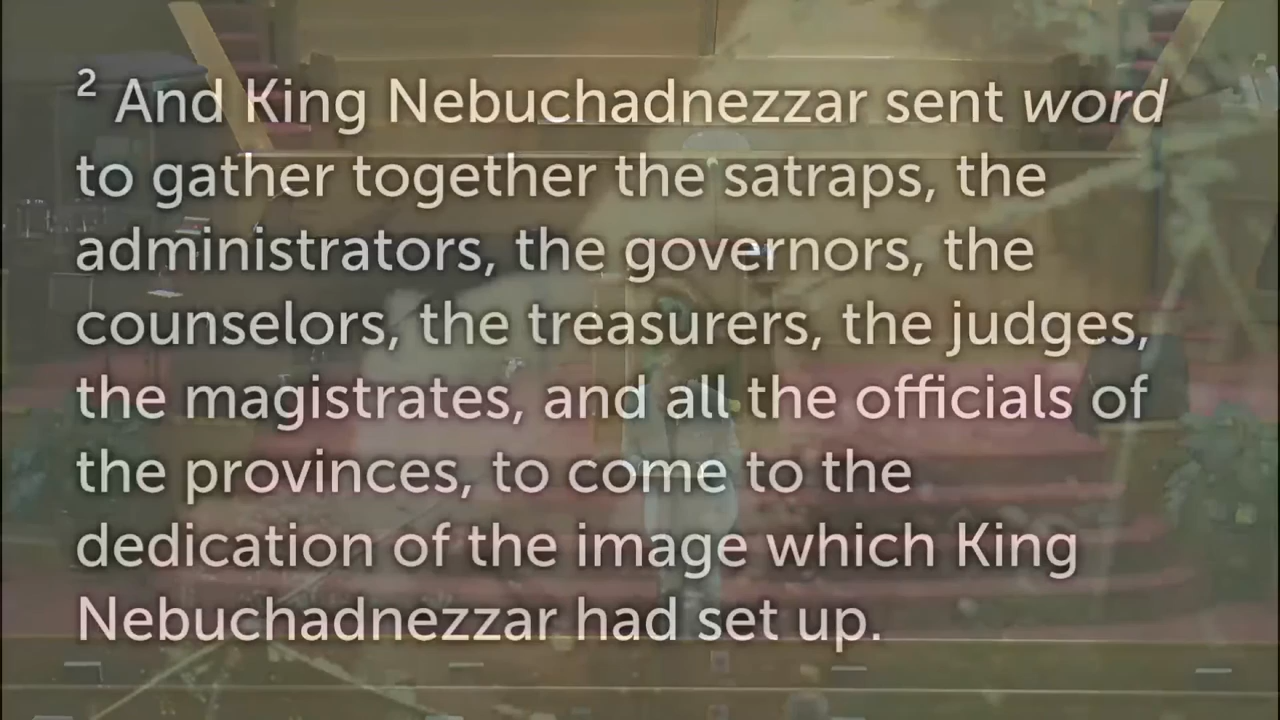 2 And King Nebuchadnezzar sent word
to gather together the satraps, the
administrators, the governors, the
counselors, the treasurers, the judges,
the magistrates, and all the officials of
the provinces, to come to the
dedication of the image which King
Nebuchadnezzar had set up.